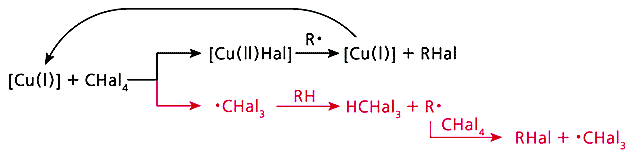 R•
[Cu(II)Hal] [Cu(I)] + RHal
[Cu(I)] + CHal₄
•CHal₃ RH HCHal₃ + R•
CHal₄
RHal + •CHal₃